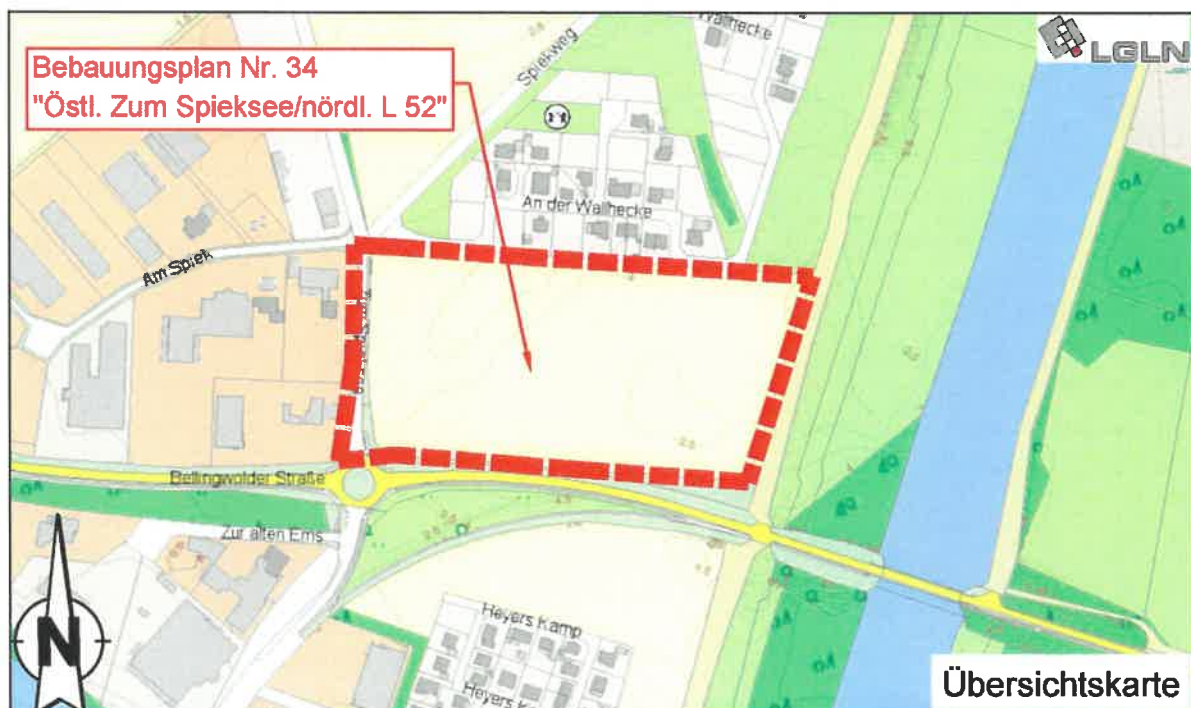 Wallhecke
LGLN
Spiekweg
Bebauungsplan Nr. 34
"Östl. Zum Spieksee/nördl. L 52"
An der Wallhecke
Am Spiek
Bellingwolder Straße
Zur alten Ems
Heyers Kamp
Heyers
N
Übersichtskarte